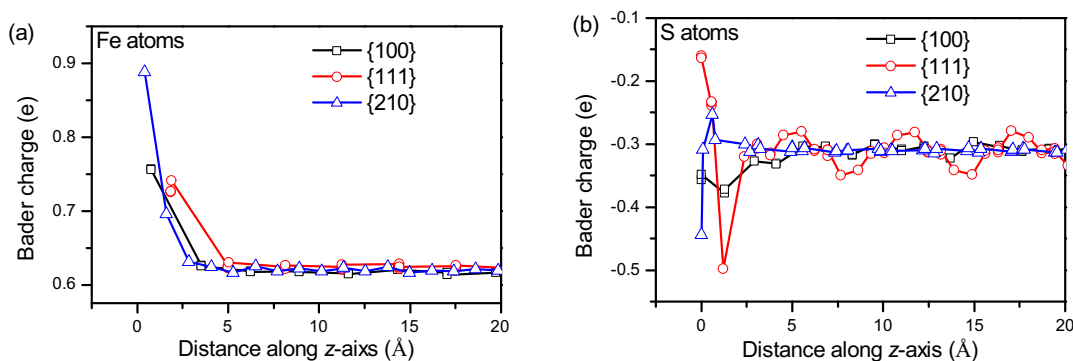 (a)
Fe atoms
{100}
{111}
{210}
Bader charge (e)
0.9
0.8
0.7
0.6
0 5 10 15 20
Distance along z-aixs (Å)
(b)
S atoms
{100}
{111}
{210}
Bader charge (e)
-0.1
-0.2
-0.3
-0.4
-0.5
0 5 10 15 20
Distance along z-axis (Å)